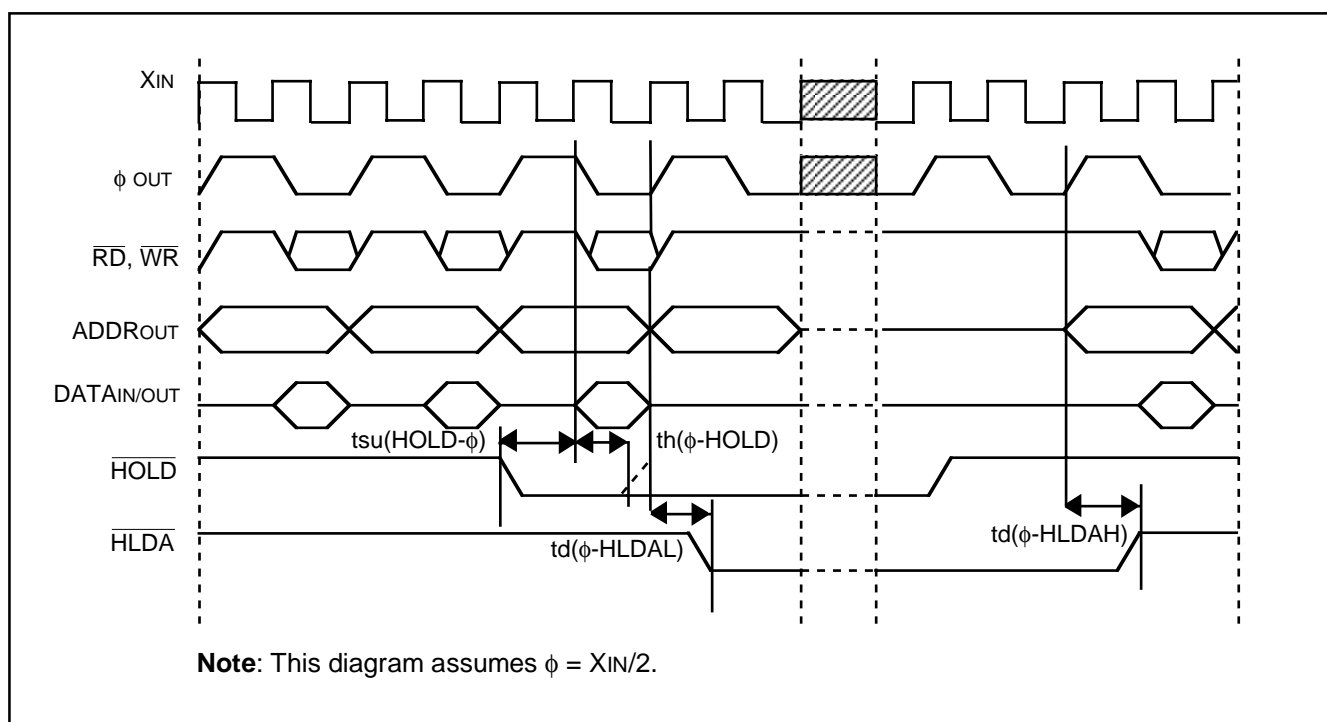 XIN
ϕ OUT
RD, WR
ADDROUT
DATAIN/OUT
tsu(HOLD-ϕ)
th(ϕ-HOLD)
HOLD
HLDA
td(ϕ-HLDAL)
td(ϕ-HLDAH)
Note: This diagram assumes ϕ = XIN/2.